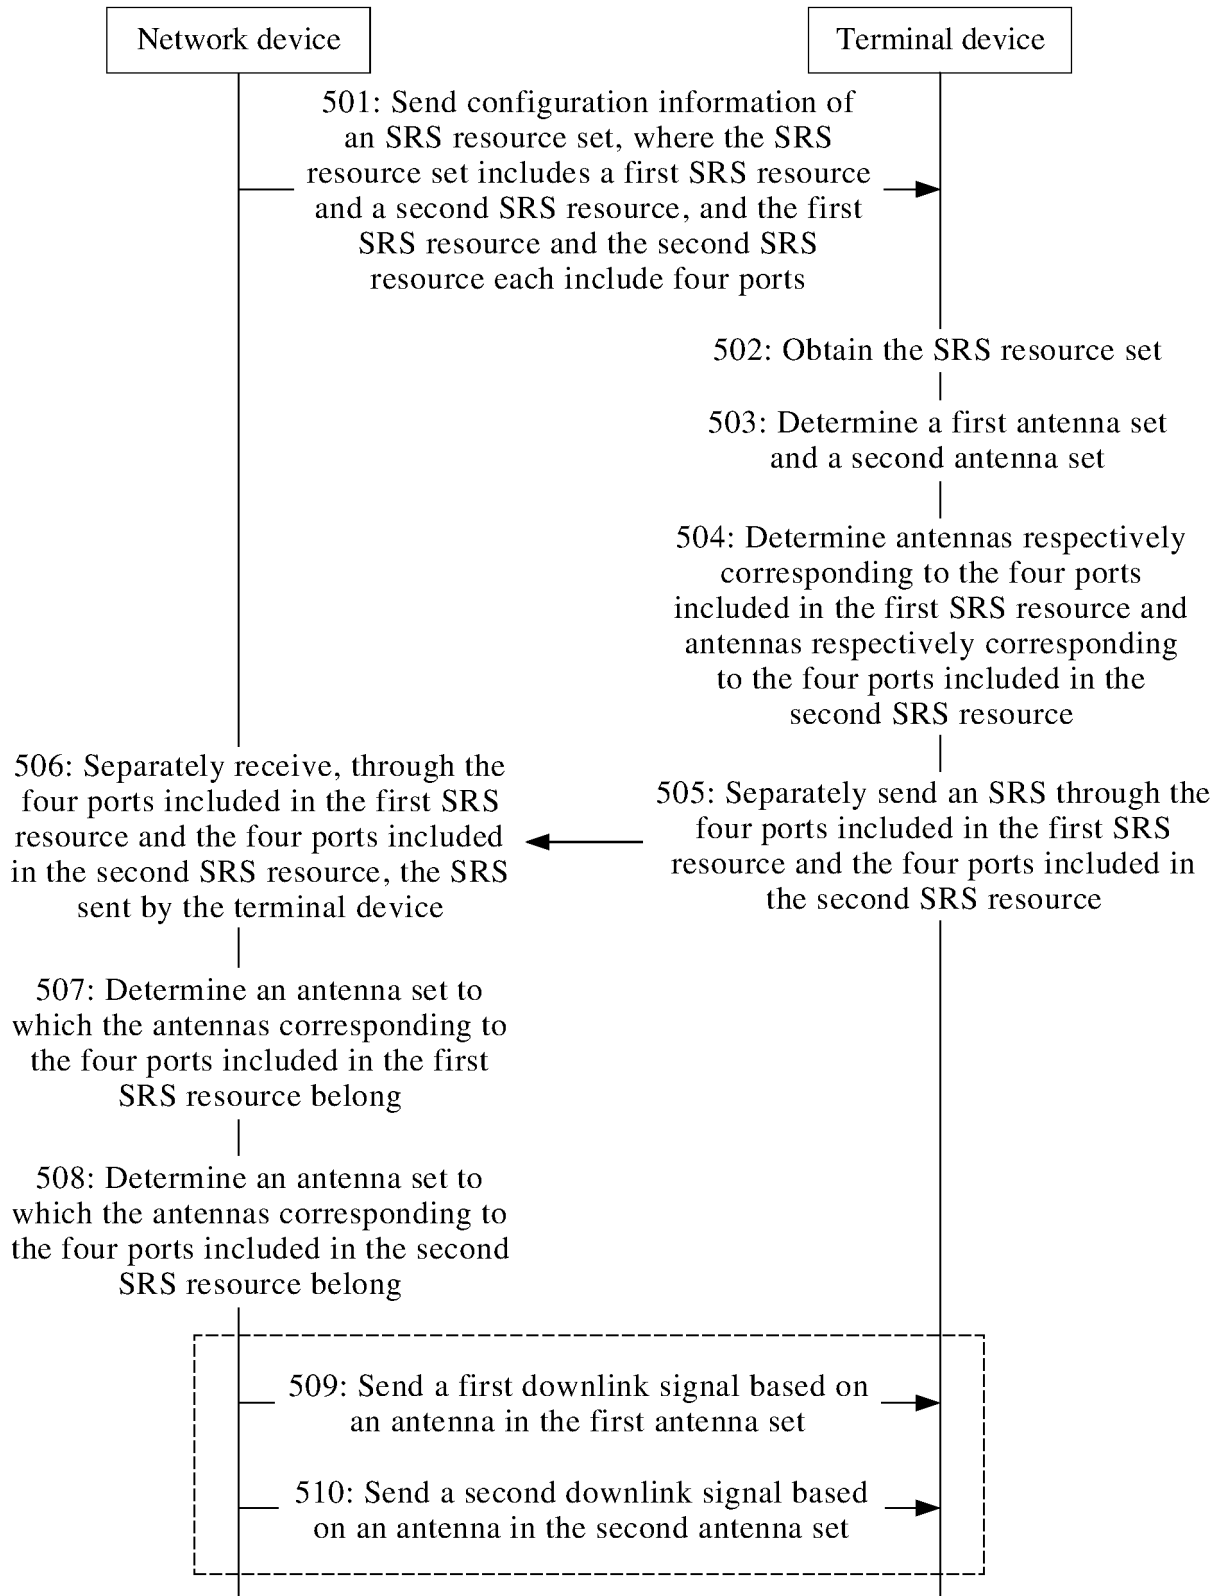 Network device
Terminal device
501: Send configuration information of
an SRS resource set, where the SRS
resource set includes a first SRS resource
and a second SRS resource, and the first
SRS resource and the second SRS
resource each include four ports
502: Obtain the SRS resource set
503: Determine a first antenna set
and a second antenna set
504: Determine antennas respectively
corresponding to the four ports
included in the first SRS resource and
antennas respectively corresponding
to the four ports included in the
second SRS resource
505: Separately send an SRS through the
four ports included in the first SRS
resource and the four ports included in
the second SRS resource
506: Separately receive, through the
four ports included in the first SRS
resource and the four ports included
in the second SRS resource, the SRS
sent by the terminal device
507: Determine an antenna set to
which the antennas corresponding to
the four ports included in the first
SRS resource belong
508: Determine an antenna set to
which the antennas corresponding to
the four ports included in the second
SRS resource belong
509: Send a first downlink signal based on
an antenna in the first antenna set
510: Send a second downlink signal based
on an antenna in the second antenna set